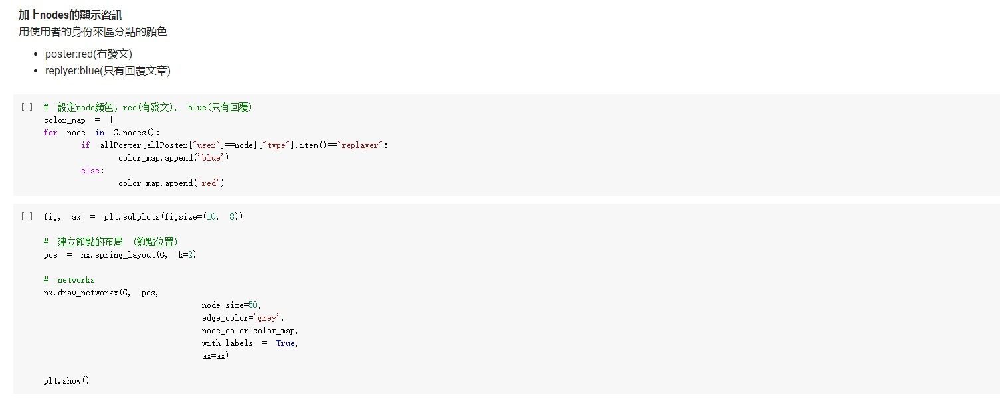 加上nodes的顯示資訊
用使用者的身份來區分點的顏色
• poster:red(有發文)
• replyer:blue(只有回覆文章)
[ ] # 設定node顏色，red(有發文), blue(只有回覆)
color_map = []
for node in G.nodes():
if allPoster[allPoster["user"]==node]["type"].item()=="replayer":
color_map.append('blue')
else:
color_map.append('red')
[ ] fig, ax = plt.subplots(figsize=(10, 8))
# 建立節點的布局 (節點位置)
pos = nx.spring_layout(G, k=2)
# networks
nx.draw_networkx(G, pos,
node_size=50,
edge_color='grey',
node_color=color_map,
with_labels = True,
ax=ax)
plt.show()